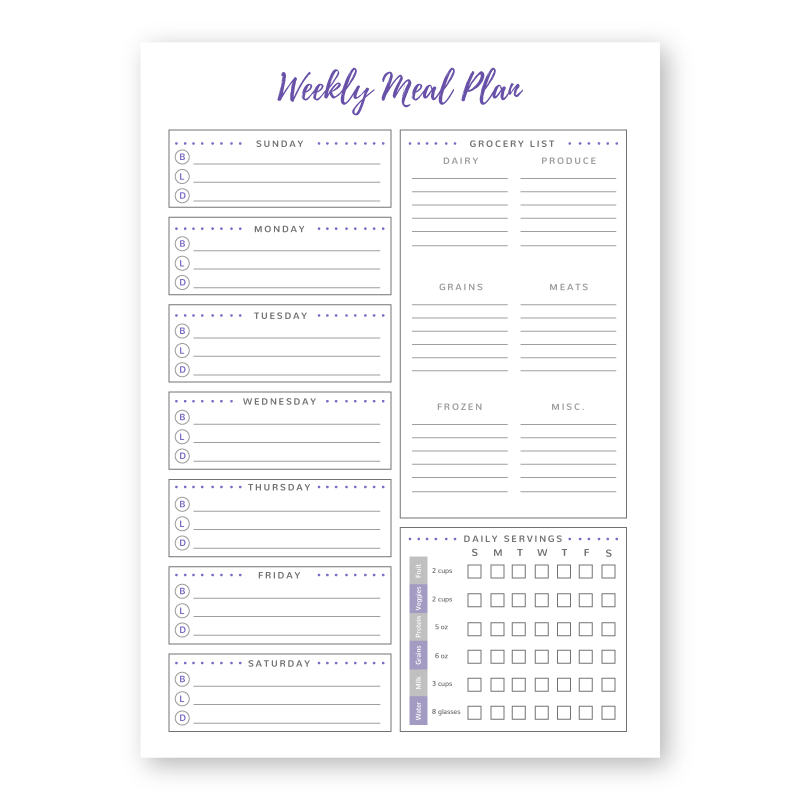 Weekly Meal Plan
SUNDAY
B
L
D
MONDAY
B
L
D
TUESDAY
B
L
D
WEDNESDAY
B
L
D
THURSDAY
B
L
D
FRIDAY
B
L
D
SATURDAY
B
L
D
GROCERY LIST
DAIRY PRODUCE
GRAINS MEATS
FROZEN MISC.
DAILY SERVINGS
S M T W T F S
Fruit 2 cups
Veggies 2 cups
Protein 5 oz
Grains 6 oz
Milk 3 cups
Water 8 glasses